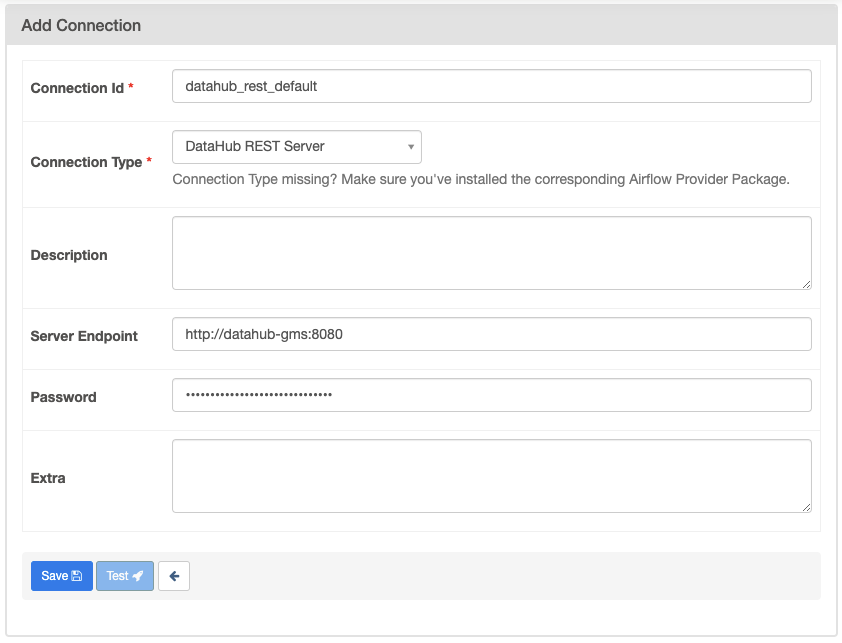 Add Connection
Connection Id *
datahub_rest_default
Connection Type *
DataHub REST Server
Connection Type missing? Make sure you've installed the corresponding Airflow Provider Package.
Description
Server Endpoint
http://datahub-gms:8080
Password
••••••••••••••••••••••••••••••
Extra
Save
Test